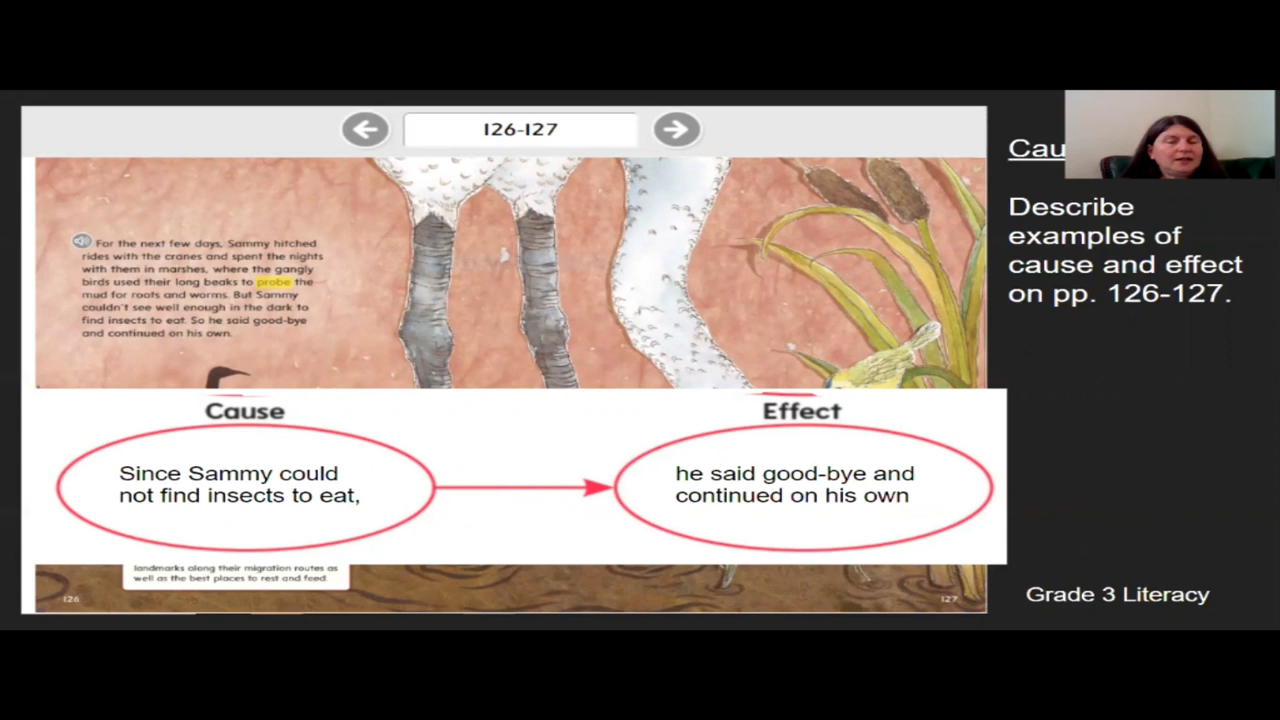 126-127
For the next few days, Sammy hitched
rides with the cranes and spent the nights
with them in marshes, where the gangly
birds used their long beaks to probe the
mud for roots and worms. But Sammy
couldn't see well enough in the dark to
find insects to eat. So he said good-bye
and continued on his own.
Cause
Effect
Since Sammy could
not find insects to eat,
he said good-bye and
continued on his own
landmarks along their migration routes as
well as the best places to rest and feed.
126
127
Cau
Describe
examples of
cause and effect
on pp. 126-127.
Grade 3 Literacy